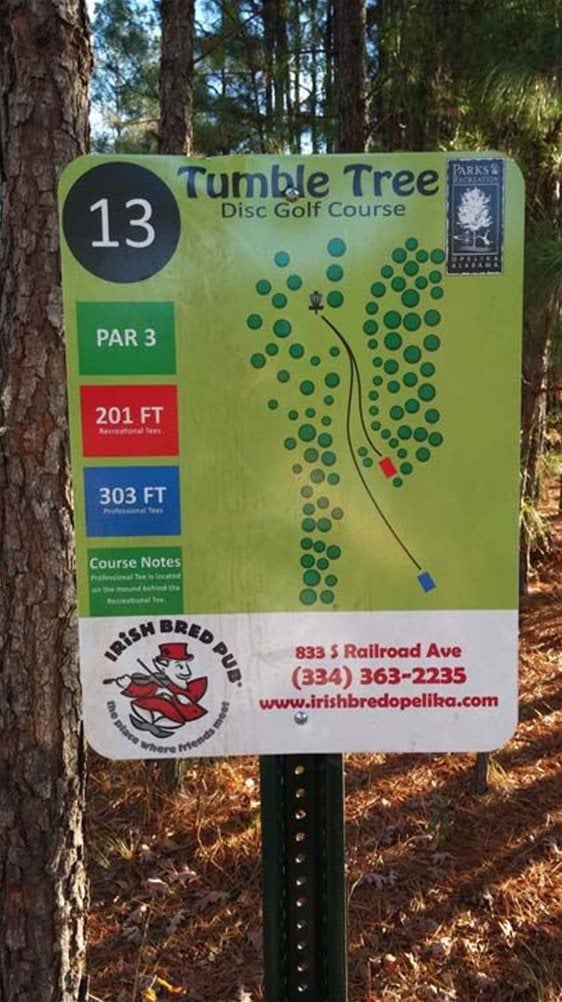 13
Tumble Tree
Disc Golf Course
PARKS &
RECREATION
OPELIKA
ALABAMA
PAR 3
201 FT
Recreational Tees
303 FT
Professional Tees
Course Notes
Professional Tee is located
on the mound behind the
Recreational Tee.
IRISH BRED PUB
the place where friends meet
833 S Railroad Ave
(334) 363-2235
www.irishbredopelika.com